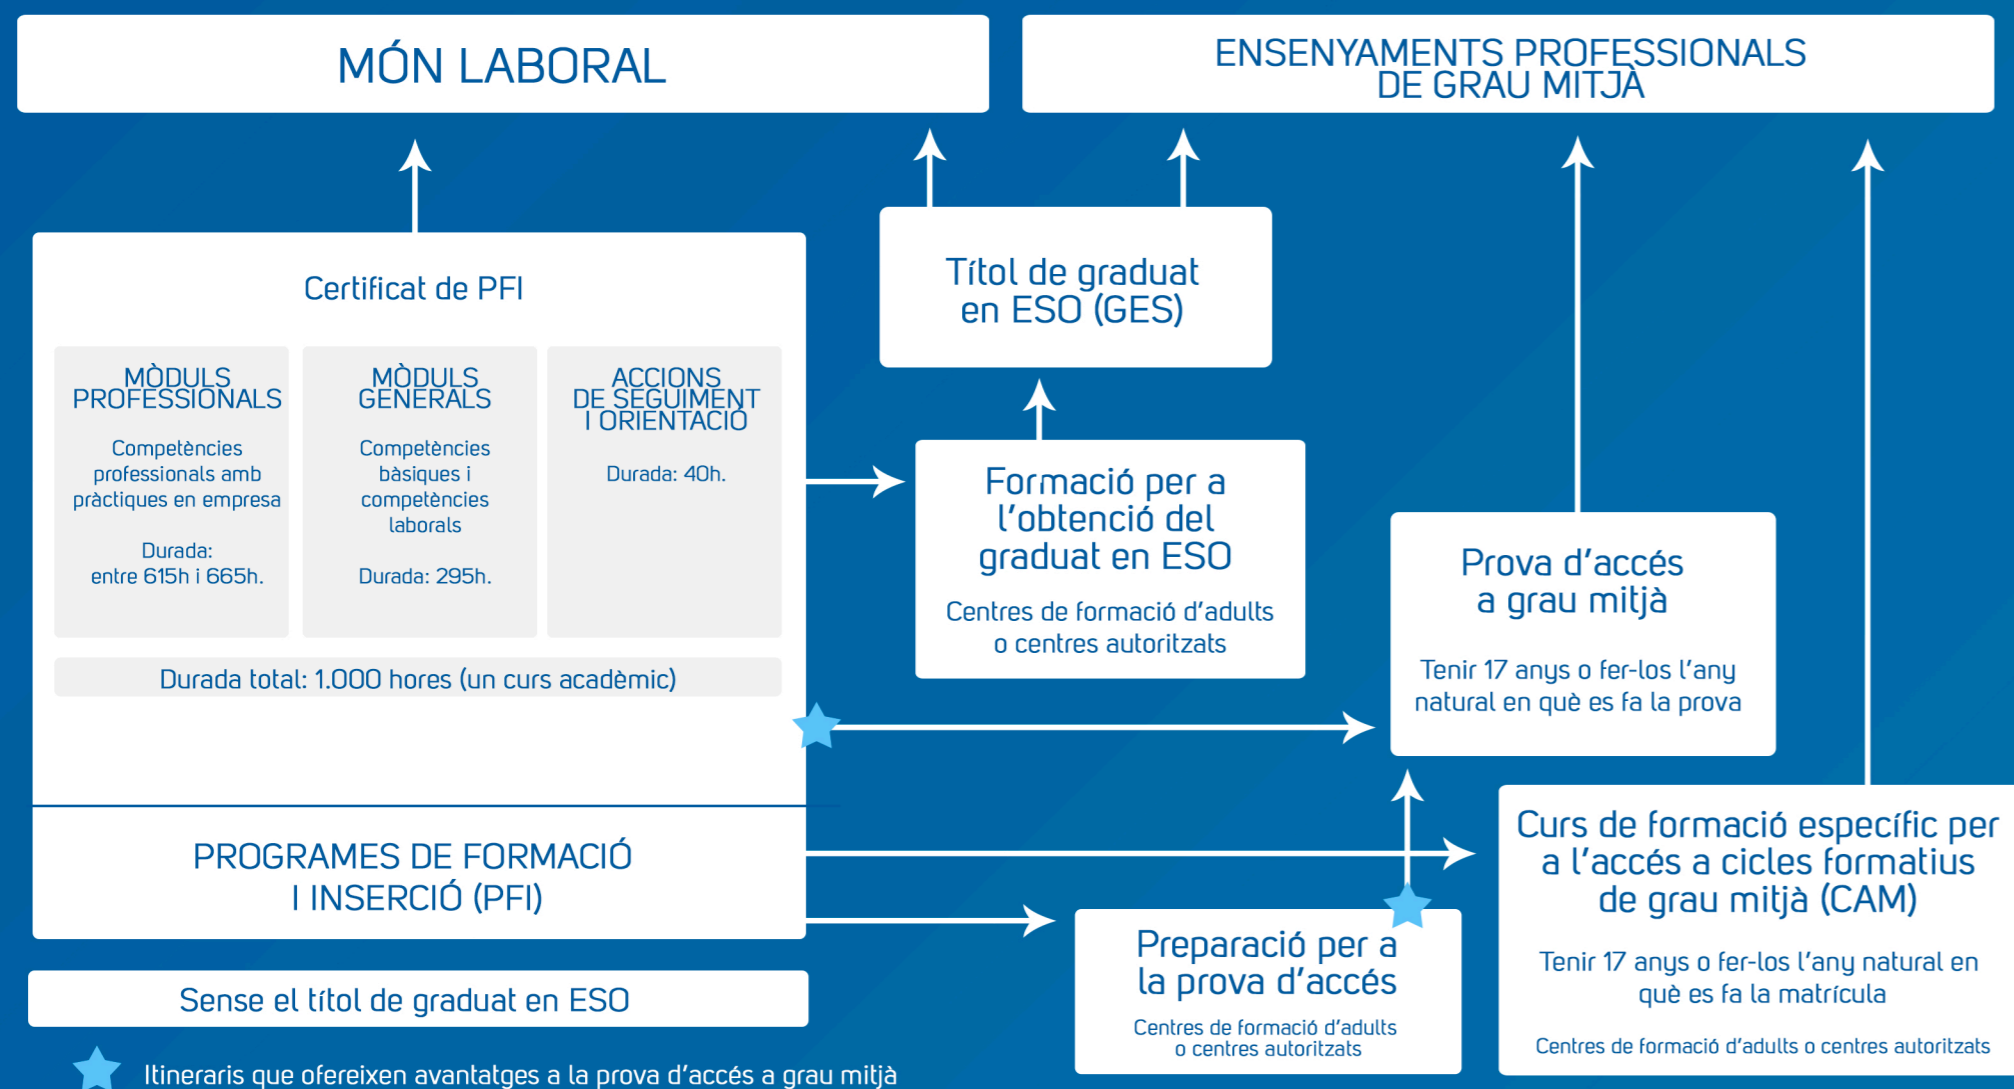 MÓN LABORAL
ENSENYAMENTS PROFESSIONALS
DE GRAU MITJÀ
Certificat de PFI
MÒDULS
PROFESSIONALS
Competències
professionals amb
pràctiques en empresa
Durada:
entre 615h i 665h.
MÒDULS
GENERALS
Competències
bàsiques i
competències
laborals
Durada: 295h.
ACCIONS
DE SEGUIMENT
I ORIENTACIÓ
Durada: 40h.
Durada total: 1.000 hores (un curs acadèmic)
PROGRAMES DE FORMACIÓ
I INSERCIÓ (PFI)
Sense el títol de graduat en ESO
Títol de graduat
en ESO (GES)
Formació per a
l'obtenció del
graduat en ESO
Centres de formació d'adults
o centres autoritzats
Prova d'accés
a grau mitjà
Tenir 17 anys o fer-los l'any
natural en què es fa la prova
Preparació per a
la prova d'accés
Centres de formació d'adults
o centres autoritzats
Curs de formació específic per
a l'accés a cicles formatius
de grau mitjà (CAM)
Tenir 17 anys o fer-los l'any natural en
què es fa la matrícula
Centres de formació d'adults o centres autoritzats
Itineraris que ofereixen avantatges a la prova d'accés a grau mitjà